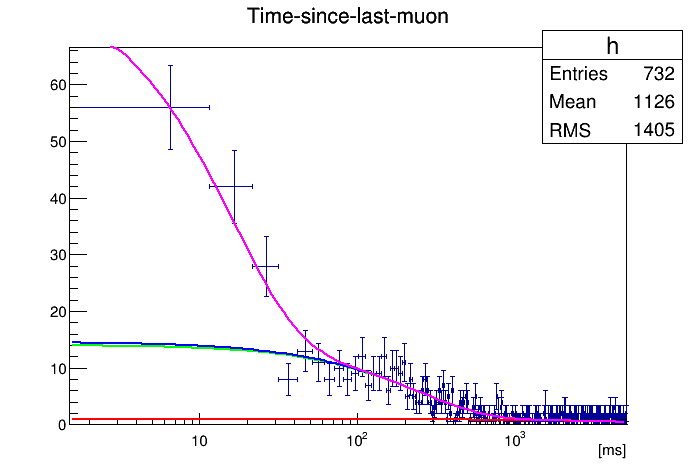 Time-since-last-muon
h
Entries 732
Mean 1126
RMS 1405
60
50
40
30
20
10
0
10 10² 10³
[ms]